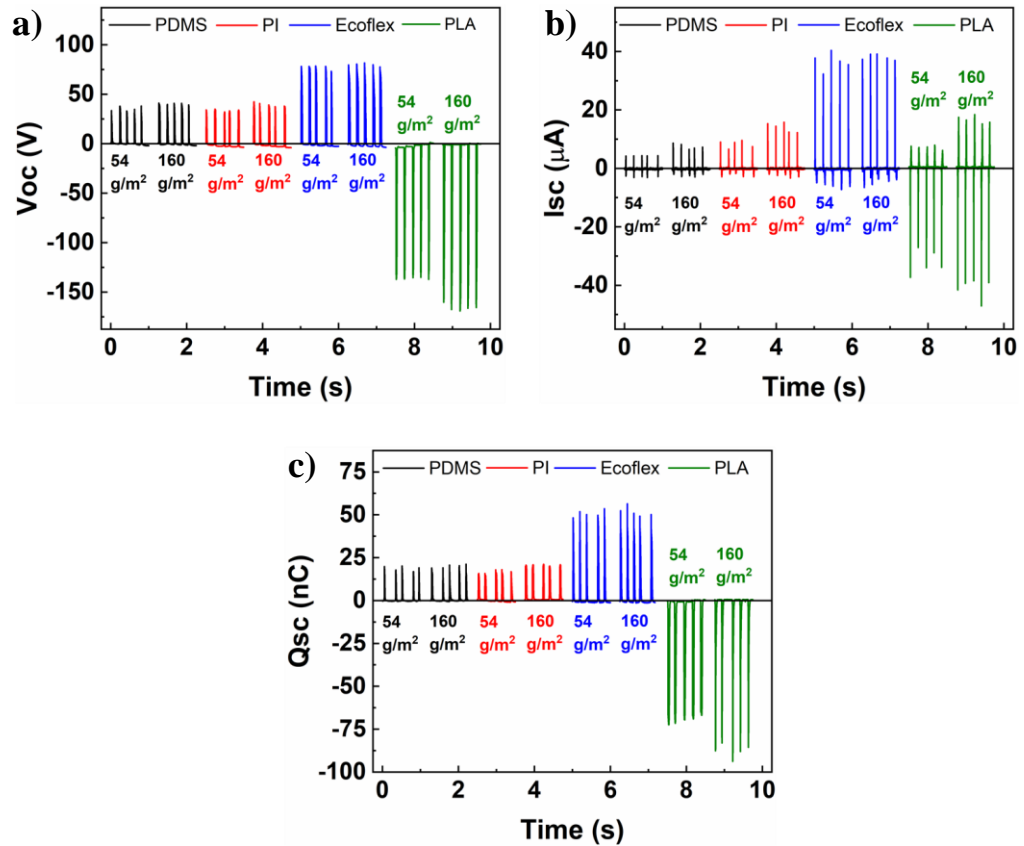 a)
PDMS PI Ecoflex PLA
100
50
0
-50
-100
-150
Voc (V)
54
g/m²
160
g/m²
54
g/m²
160
g/m²
54
g/m²
160
g/m²
54
g/m²
160
g/m²
0 2 4 6 8 10
Time (s)
b)
PDMS PI Ecoflex PLA
40
20
0
-20
-40
Isc (μA)
54
g/m²
160
g/m²
54
g/m²
160
g/m²
54
g/m²
160
g/m²
54
g/m²
160
g/m²
0 2 4 6 8 10
Time (s)
c)
PDMS PI Ecoflex PLA
75
50
25
0
-25
-50
-75
-100
Qsc (nC)
54
g/m²
160
g/m²
54
g/m²
160
g/m²
54
g/m²
160
g/m²
54
g/m²
160
g/m²
0 2 4 6 8 10
Time (s)